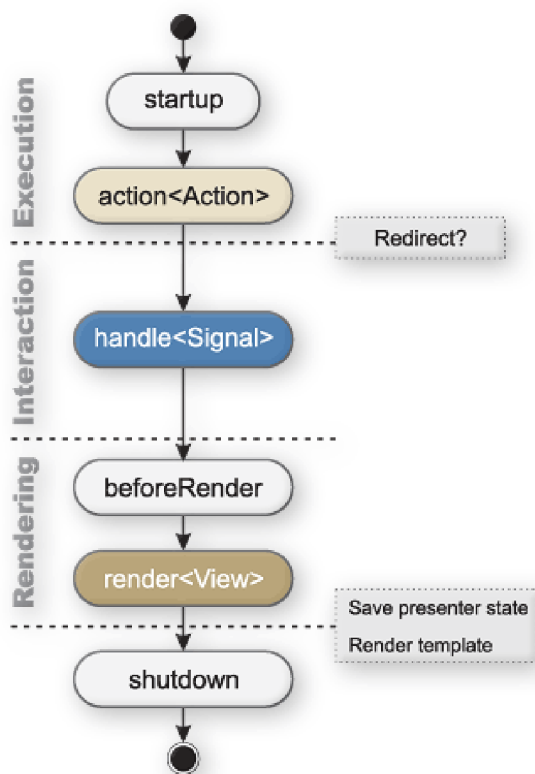 Execution
startup
action<Action>
Redirect?
Interaction
handle<Signal>
Rendering
beforeRender
render<View>
Save presenter state
Render template
shutdown